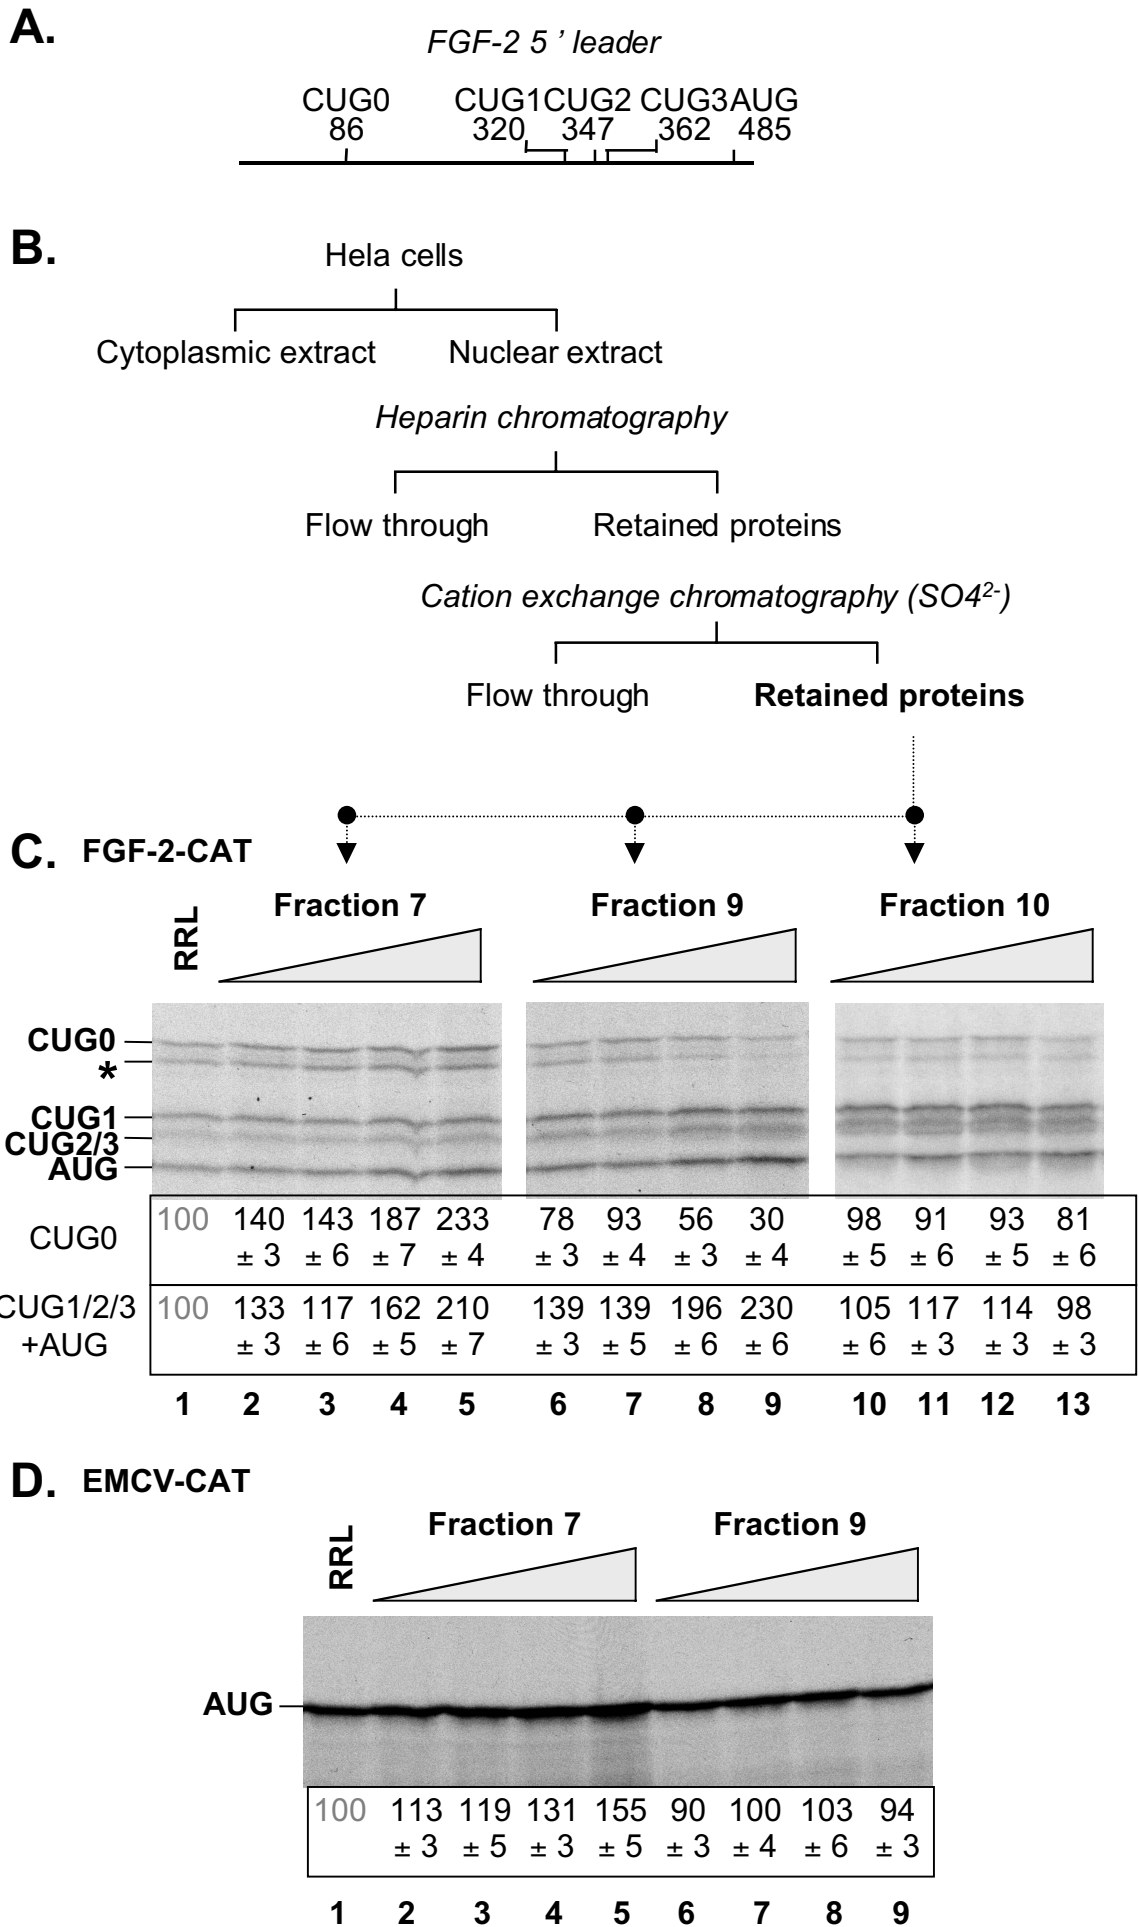 A.
FGF-2 5 ’ leader
CUG0 CUG1 CUG2 CUG3 AUG
86 320 347 362 485
B.
Hela cells
Cytoplasmic extract Nuclear extract
Heparin chromatography
Flow through Retained proteins
Cation exchange chromatography (SO4²⁻)
Flow through Retained proteins
C. FGF-2-CAT
RRL Fraction 7 Fraction 9 Fraction 10
CUG0
*
CUG1
CUG2/3
AUG
CUG0 100 140 143 187 233 78 93 56 30 98 91 93 81
± 3 ± 6 ± 7 ± 4 ± 3 ± 4 ± 3 ± 4 ± 5 ± 6 ± 5 ± 6
CUG1/2/3 100 133 117 162 210 139 139 196 230 105 117 114 98
+AUG ± 3 ± 6 ± 5 ± 7 ± 3 ± 5 ± 6 ± 6 ± 6 ± 3 ± 3 ± 3
1 2 3 4 5 6 7 8 9 10 11 12 13
D. EMCV-CAT
RRL Fraction 7 Fraction 9
AUG
100 113 119 131 155 90 100 103 94
± 3 ± 5 ± 3 ± 5 ± 3 ± 4 ± 6 ± 3
1 2 3 4 5 6 7 8 9